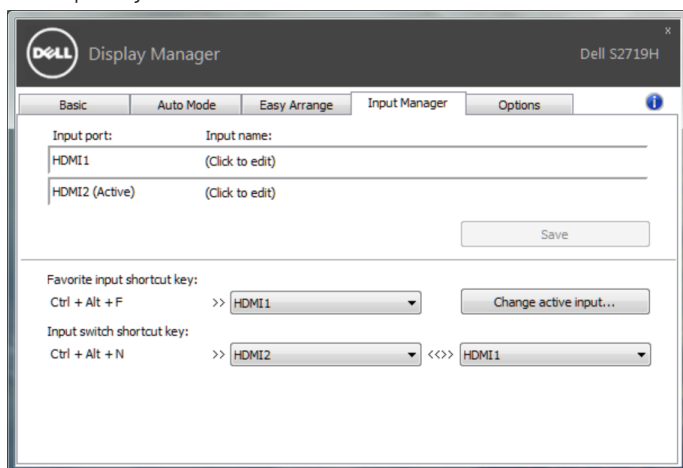 DELL
Display Manager
x
Dell S2719H
Basic Auto Mode Easy Arrange Input Manager Options i
Input port: Input name:
HDMI1 (Click to edit)
HDMI2 (Active) (Click to edit)
Save
Favorite input shortcut key:
Ctrl + Alt + F >> HDMI1 Change active input...
Input switch shortcut key:
Ctrl + Alt + N >> HDMI2 <<>> HDMI1